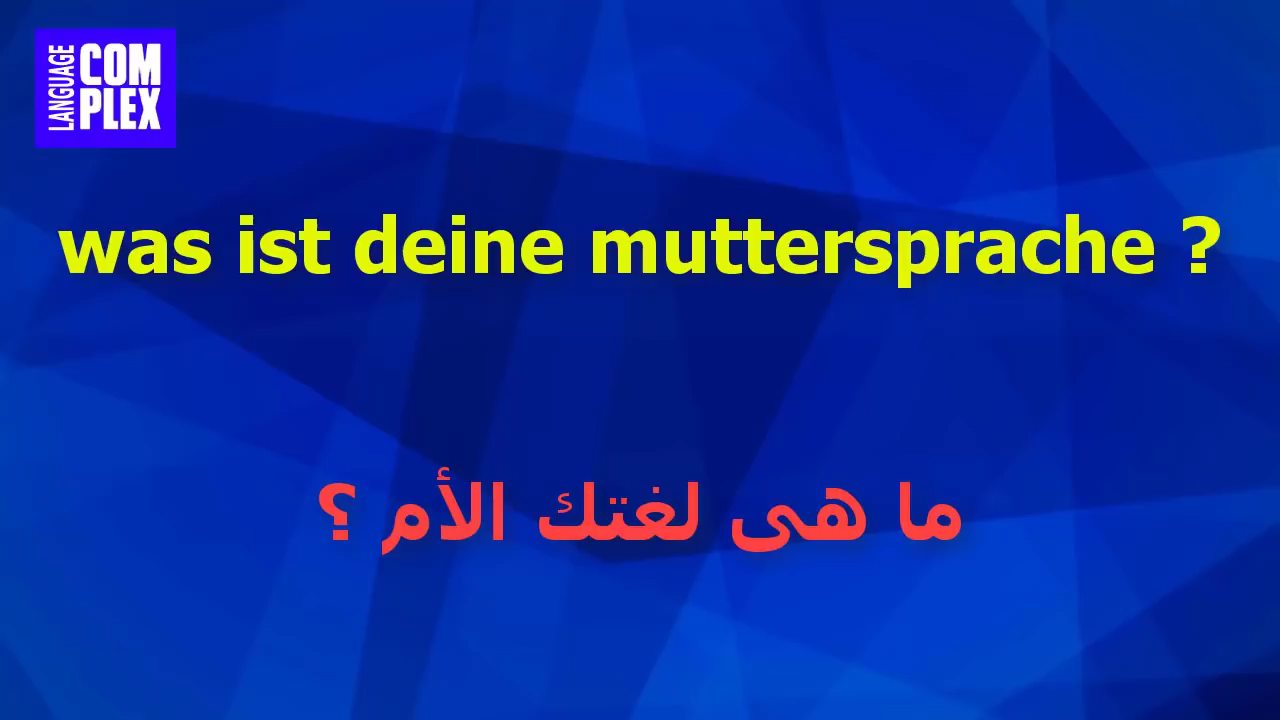 LANGUAGE
COM
PLEX
was ist deine muttersprache ?
ما هى لغتك الأم ؟